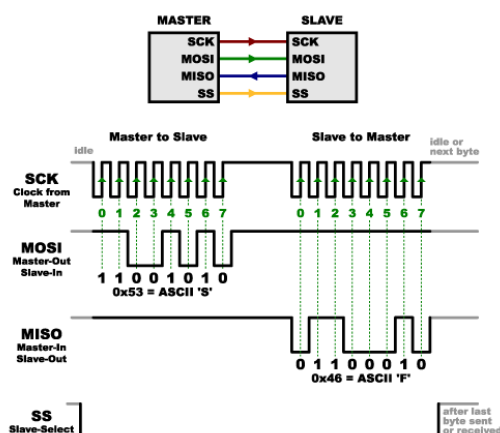 MASTER SLAVE
SCK SCK
MOSI MOSI
MISO MISO
SS SS
Master to Slave Slave to Master
idle
idle or
next byte
SCK
Clock from
Master
0 1 2 3 4 5 6 7 0 1 2 3 4 5 6 7
MOSI
Master-Out
Slave-In
1 1 0 0 1 0 1 0
0x53 = ASCII 'S'
MISO
Master-In
Slave-Out
0 1 1 0 0 0 1 0
0x46 = ASCII 'F'
SS
Slave-Select
after last
byte sent
or received